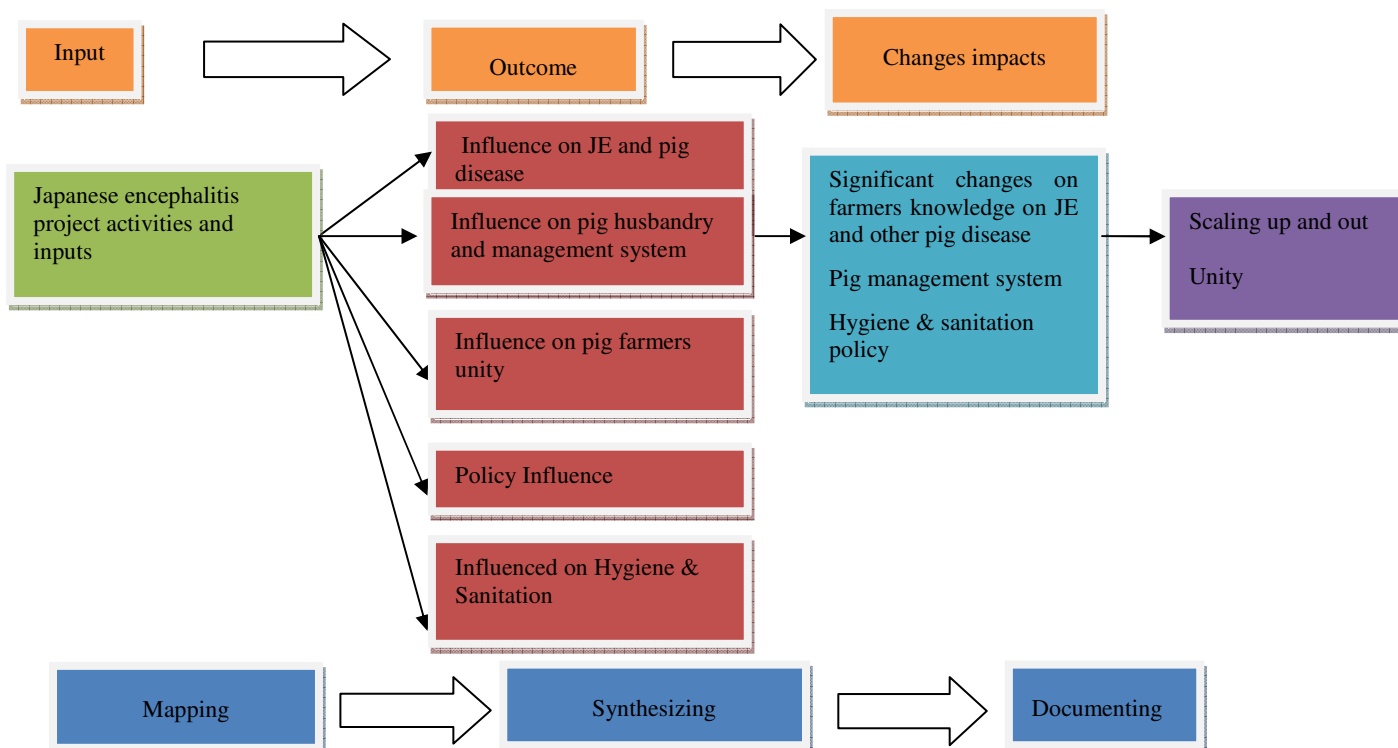 Input
Outcome
Changes impacts
Japanese encephalitis
project activities and
inputs
Influence on JE and pig
disease
Influence on pig husbandry
and management system
Influence on pig farmers
unity
Policy Influence
Influenced on Hygiene &
Sanitation
Significant changes on
farmers knowledge on JE
and other pig disease
Pig management system
Hygiene & sanitation
policy
Scaling up and out
Unity
Mapping
Synthesizing
Documenting